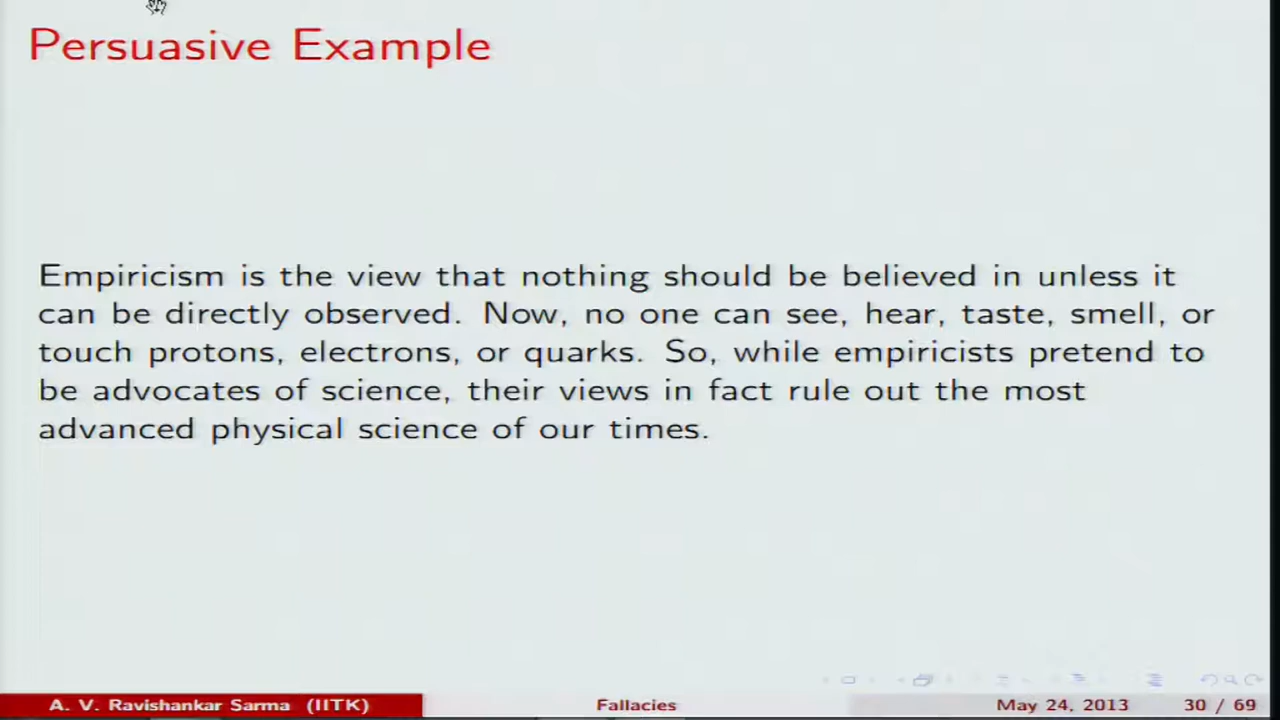 Persuasive Example
Empiricism is the view that nothing should be believed in unless it
can be directly observed. Now, no one can see, hear, taste, smell, or
touch protons, electrons, or quarks. So, while empiricists pretend to
be advocates of science, their views in fact rule out the most
advanced physical science of our times.
A. V. Ravishankar Sarma (IITK) Fallacies May 24, 2013 30 / 69